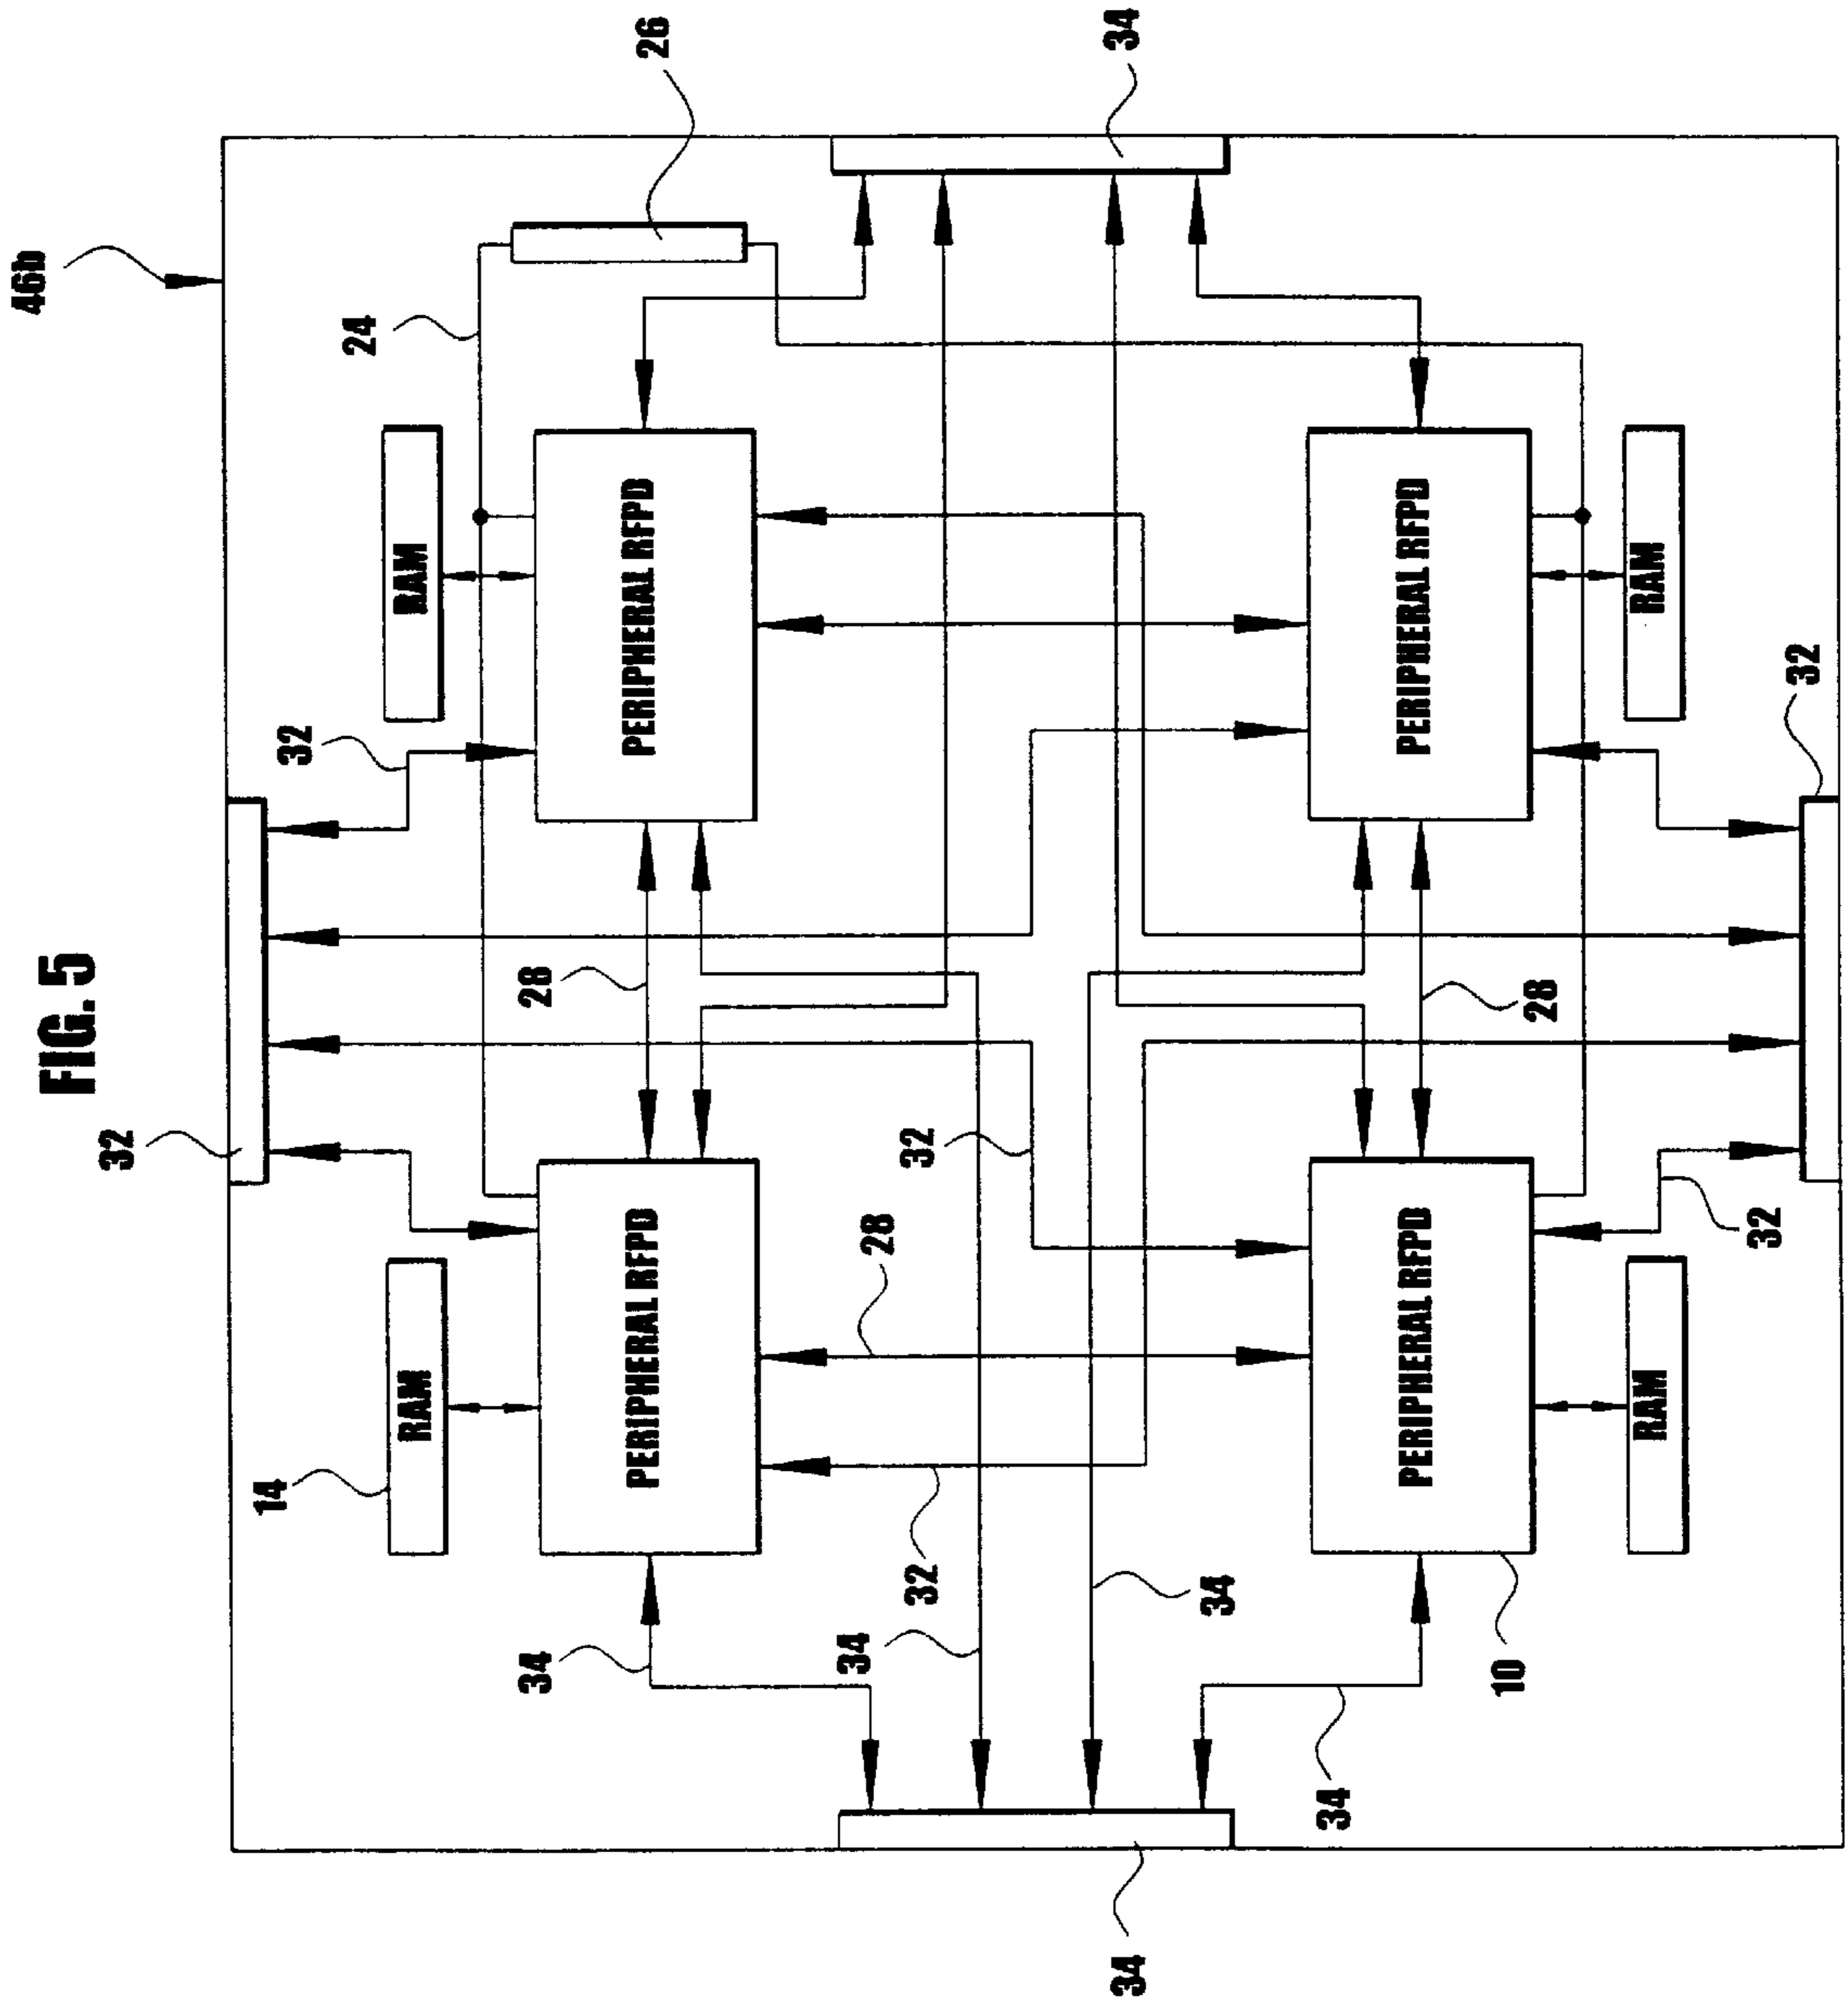 FIG. 5
46b
32
14
32
24
RAM
RAM
34
28
26
PERIPHERAL RFPD
PERIPHERAL RFPD
34
28
32
32
34
34
34
34
PERIPHERAL RFPD
PERIPHERAL RFPD
10
28
RAM
RAM
32
32